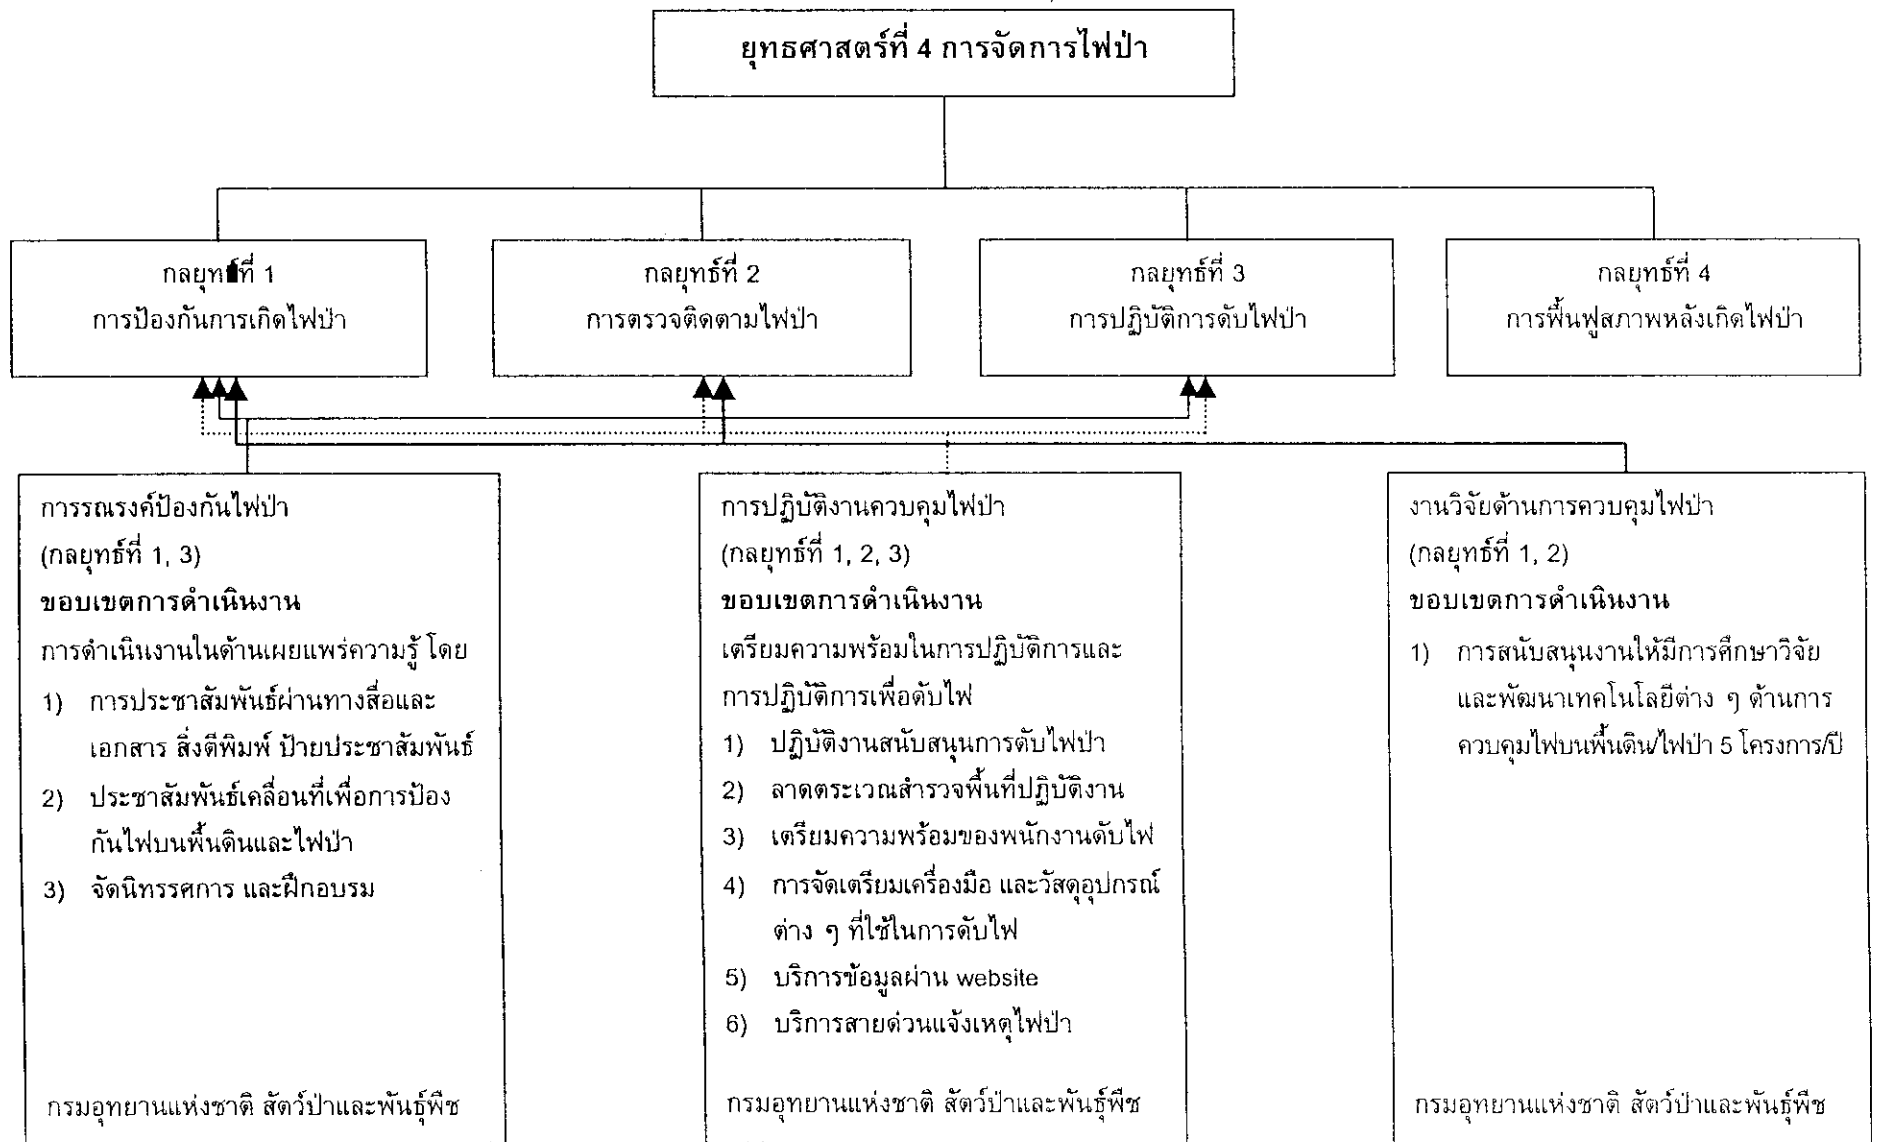 ยุทธศาสตร์ที่ 4 การจัดการไฟป่า
กลยุทธ์ที่ 1
การป้องกันการเกิดไฟป่า
กลยุทธ์ที่ 2
การตรวจติดตามไฟป่า
กลยุทธ์ที่ 3
การปฏิบัติการดับไฟป่า
กลยุทธ์ที่ 4
การฟื้นฟูสภาพหลังเกิดไฟป่า
การรณรงค์ป้องกันไฟป่า
(กลยุทธ์ที่ 1, 3)
ขอบเขตการดำเนินงาน
การดำเนินงานในด้านเผยแพร่ความรู้ โดย
1) การประชาสัมพันธ์ผ่านทางสื่อและ
เอกสาร สิ่งตีพิมพ์ ป้ายประชาสัมพันธ์
2) ประชาสัมพันธ์เคลื่อนที่เพื่อการป้อง
กันไฟบนพื้นดินและไฟป่า
3) จัดนิทรรศการ และฝึกอบรม
กรมอุทยานแห่งชาติ สัตว์ป่าและพันธุ์พืช
การปฏิบัติงานควบคุมไฟป่า
(กลยุทธ์ที่ 1, 2, 3)
ขอบเขตการดำเนินงาน
เตรียมความพร้อมในการปฏิบัติการและ
การปฏิบัติการเพื่อดับไฟ
1) ปฏิบัติงานสนับสนุนการดับไฟป่า
2) ลาดตระเวณสำรวจพื้นที่ปฏิบัติงาน
3) เตรียมความพร้อมของพนักงานดับไฟ
4) การจัดเตรียมเครื่องมือ และวัสดุอุปกรณ์
ต่าง ๆ ที่ใช้ในการดับไฟ
5) บริการข้อมูลผ่าน website
6) บริการสายด่วนแจ้งเหตุไฟป่า
กรมอุทยานแห่งชาติ สัตว์ป่าและพันธุ์พืช
งานวิจัยด้านการควบคุมไฟป่า
(กลยุทธ์ที่ 1, 2)
ขอบเขตการดำเนินงาน
1) การสนับสนุนงานให้มีการศึกษาวิจัย
และพัฒนาเทคโนโลยีต่าง ๆ ด้านการ
ควบคุมไฟบนพื้นดิน/ไฟป่า 5 โครงการ/ปี
กรมอุทยานแห่งชาติ สัตว์ป่าและพันธุ์พืช